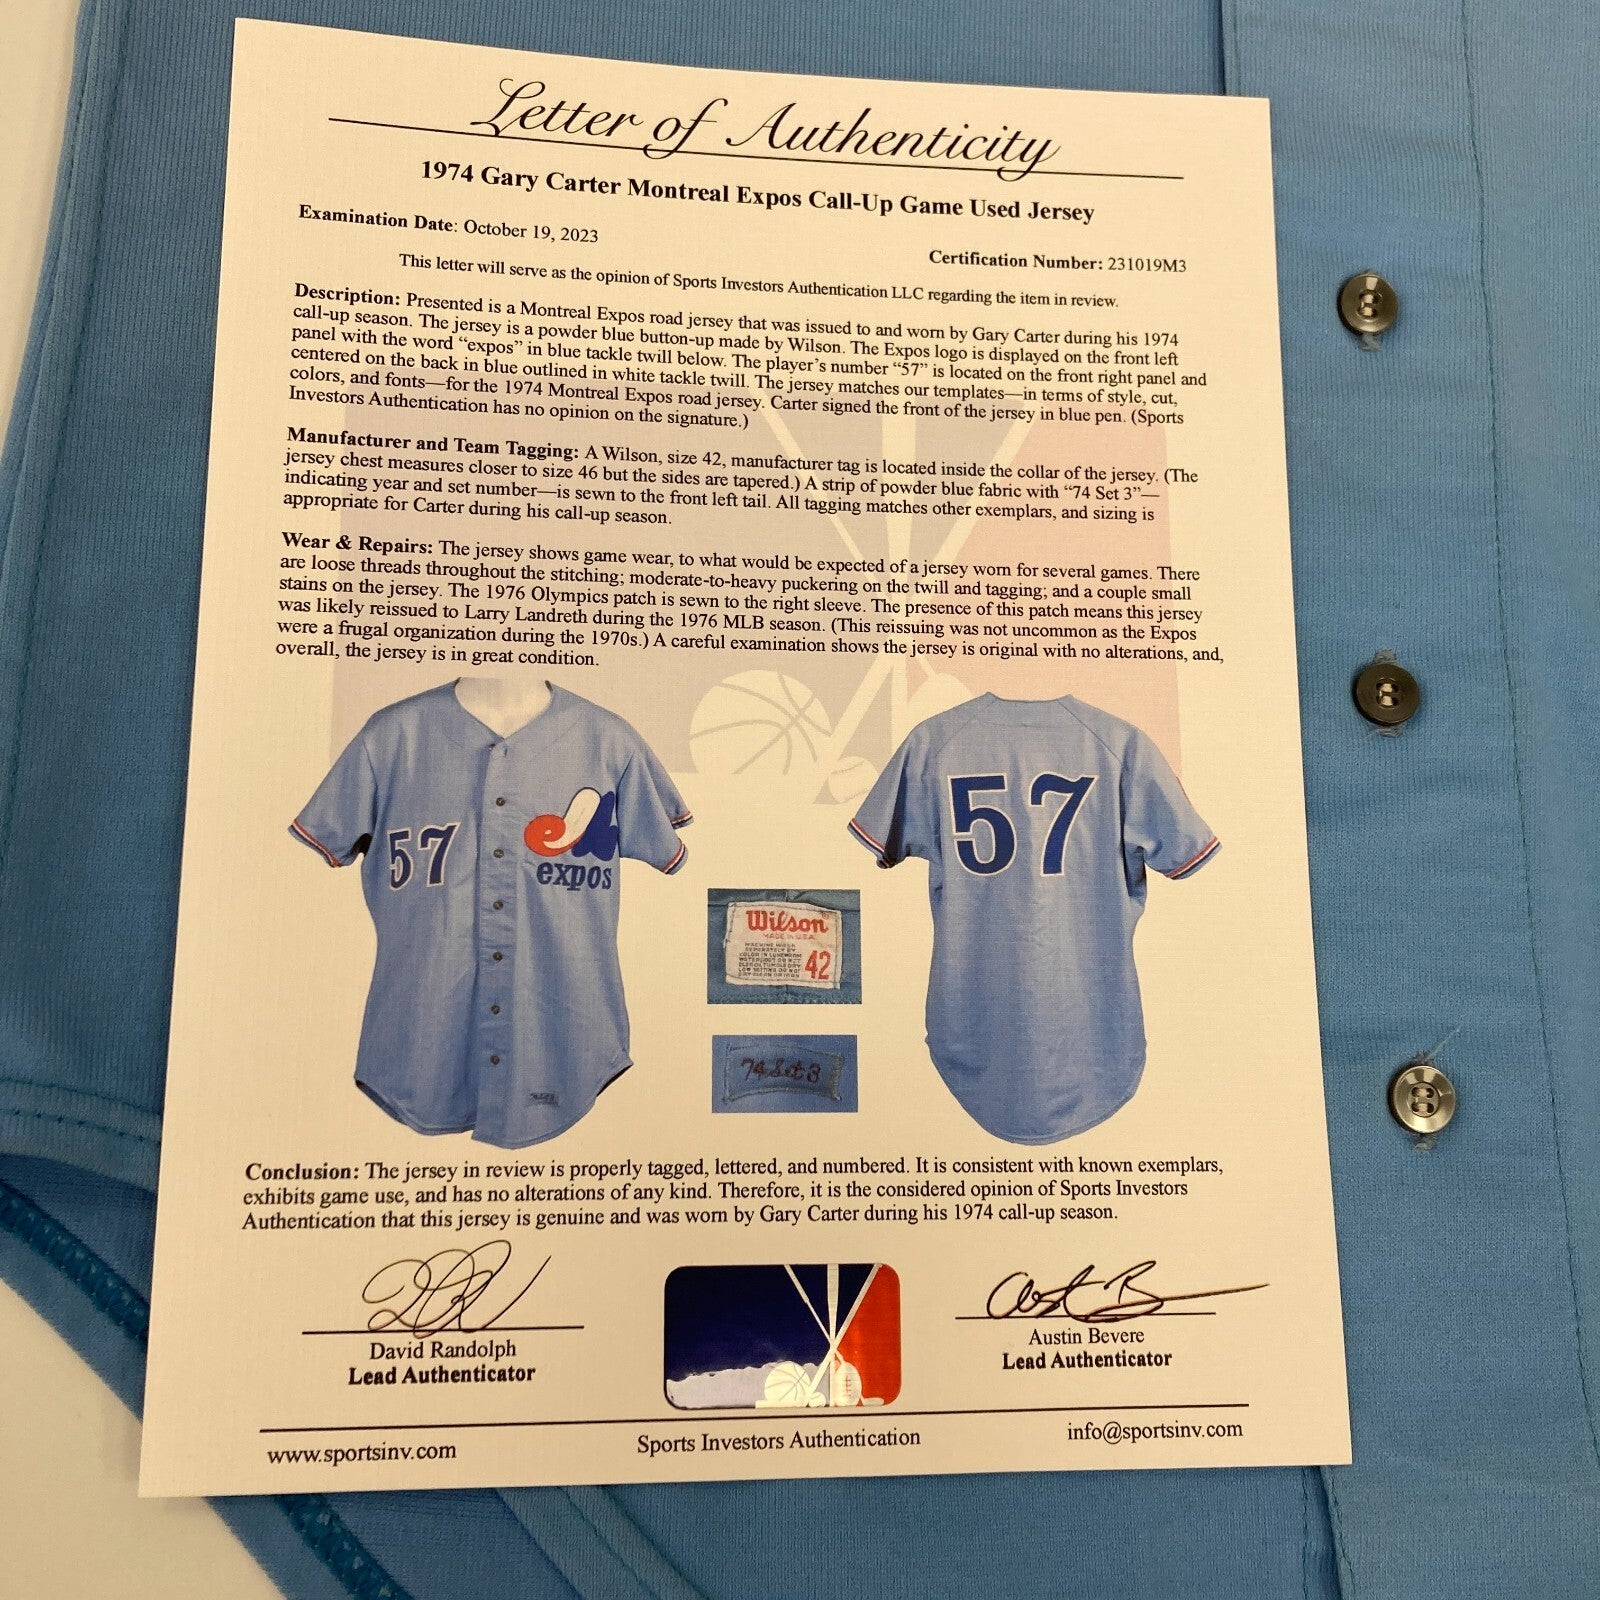 Letter of Authenticity
1974 Gary Carter Montreal Expos Call-Up Game Used Jersey
Examination Date: October 19, 2023
Certification Number: 231019M3
This letter will serve as the opinion of Sports Investors Authentication LLC regarding the item in review.
Description: Presented is a Montreal Expos road jersey that was issued to and worn by Gary Carter during his 1974
call-up season. The jersey is a powder blue button-up made by Wilson. The Expos logo is displayed on the front left
panel with the word “expos” in blue tackle twill below. The player’s number “57” is located on the front right panel and
centered on the back in blue outlined in white tackle twill. The jersey matches our templates—in terms of style, cut,
colors, and fonts—for the 1974 Montreal Expos road jersey. Carter signed the front of the jersey in blue pen. (Sports
Investors Authentication has no opinion on the signature.)
Manufacturer and Team Tagging: A Wilson, size 42, manufacturer tag is located inside the collar of the jersey. (The
jersey chest measures closer to size 46 but the sides are tapered.) A strip of powder blue fabric with “74 Set 3”—
indicating year and set number—is sewn to the front left tail. All tagging matches other exemplars, and sizing is
appropriate for Carter during his call-up season.
Wear & Repairs: The jersey shows game wear, to what would be expected of a jersey worn for several games. There
are loose threads throughout the stitching; moderate-to-heavy puckering on the twill and tagging; and a couple small
stains on the jersey. The 1976 Olympics patch is sewn to the right sleeve. The presence of this patch means this jersey
was likely reissued to Larry Landreth during the 1976 MLB season. (This reissuing was not uncommon as the Expos
were a frugal organization during the 1970s.) A careful examination shows the jersey is original with no alterations, and,
overall, the jersey is in great condition.
57
expos
57
Wilson
MADE IN U.S.A.
42
74 Set 3
Conclusion: The jersey in review is properly tagged, lettered, and numbered. It is consistent with known exemplars,
exhibits game use, and has no alterations of any kind. Therefore, it is the considered opinion of Sports Investors
Authentication that this jersey is genuine and was worn by Gary Carter during his 1974 call-up season.
David Randolph
Lead Authenticator
Austin Bevere
Lead Authenticator
www.sportsinv.com
Sports Investors Authentication
info@sportsinv.com